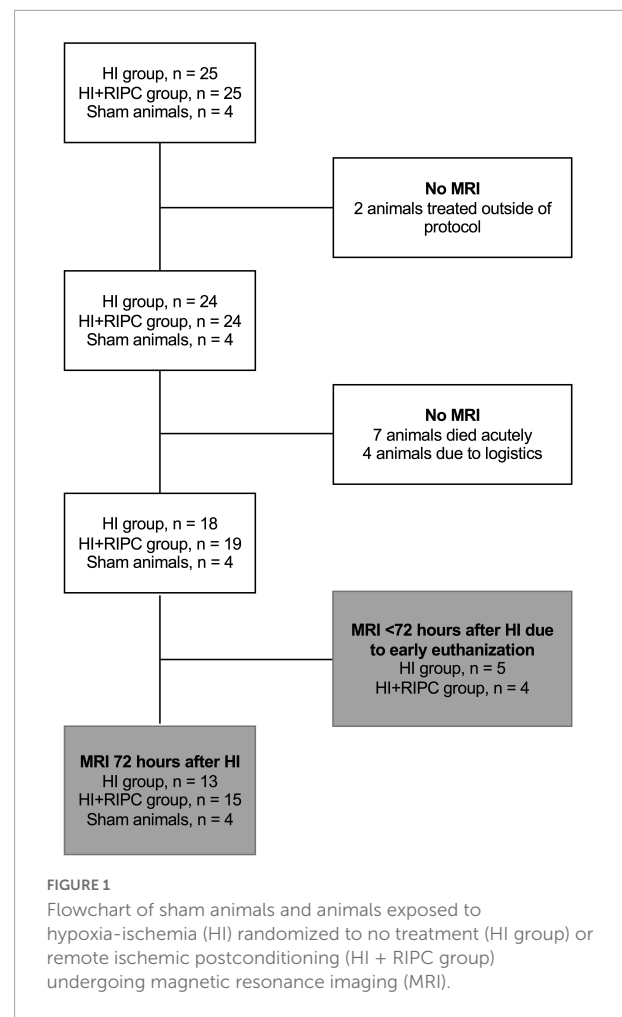 HI group, n = 25
HI+RIPC group, n = 25
Sham animals, n = 4
No MRI
2 animals treated outside of
protocol
HI group, n = 24
HI+RIPC group, n = 24
Sham animals, n = 4
No MRI
7 animals died acutely
4 animals due to logistics
HI group, n = 18
HI+RIPC group, n = 19
Sham animals, n = 4
MRI <72 hours after HI due
to early euthanization
HI group, n = 5
HI+RIPC group, n = 4
MRI 72 hours after HI
HI group, n = 13
HI+RIPC group, n = 15
Sham animals, n = 4
FIGURE 1
Flowchart of sham animals and animals exposed to
hypoxia-ischemia (HI) randomized to no treatment (HI group) or
remote ischemic postconditioning (HI + RIPC group)
undergoing magnetic resonance imaging (MRI).